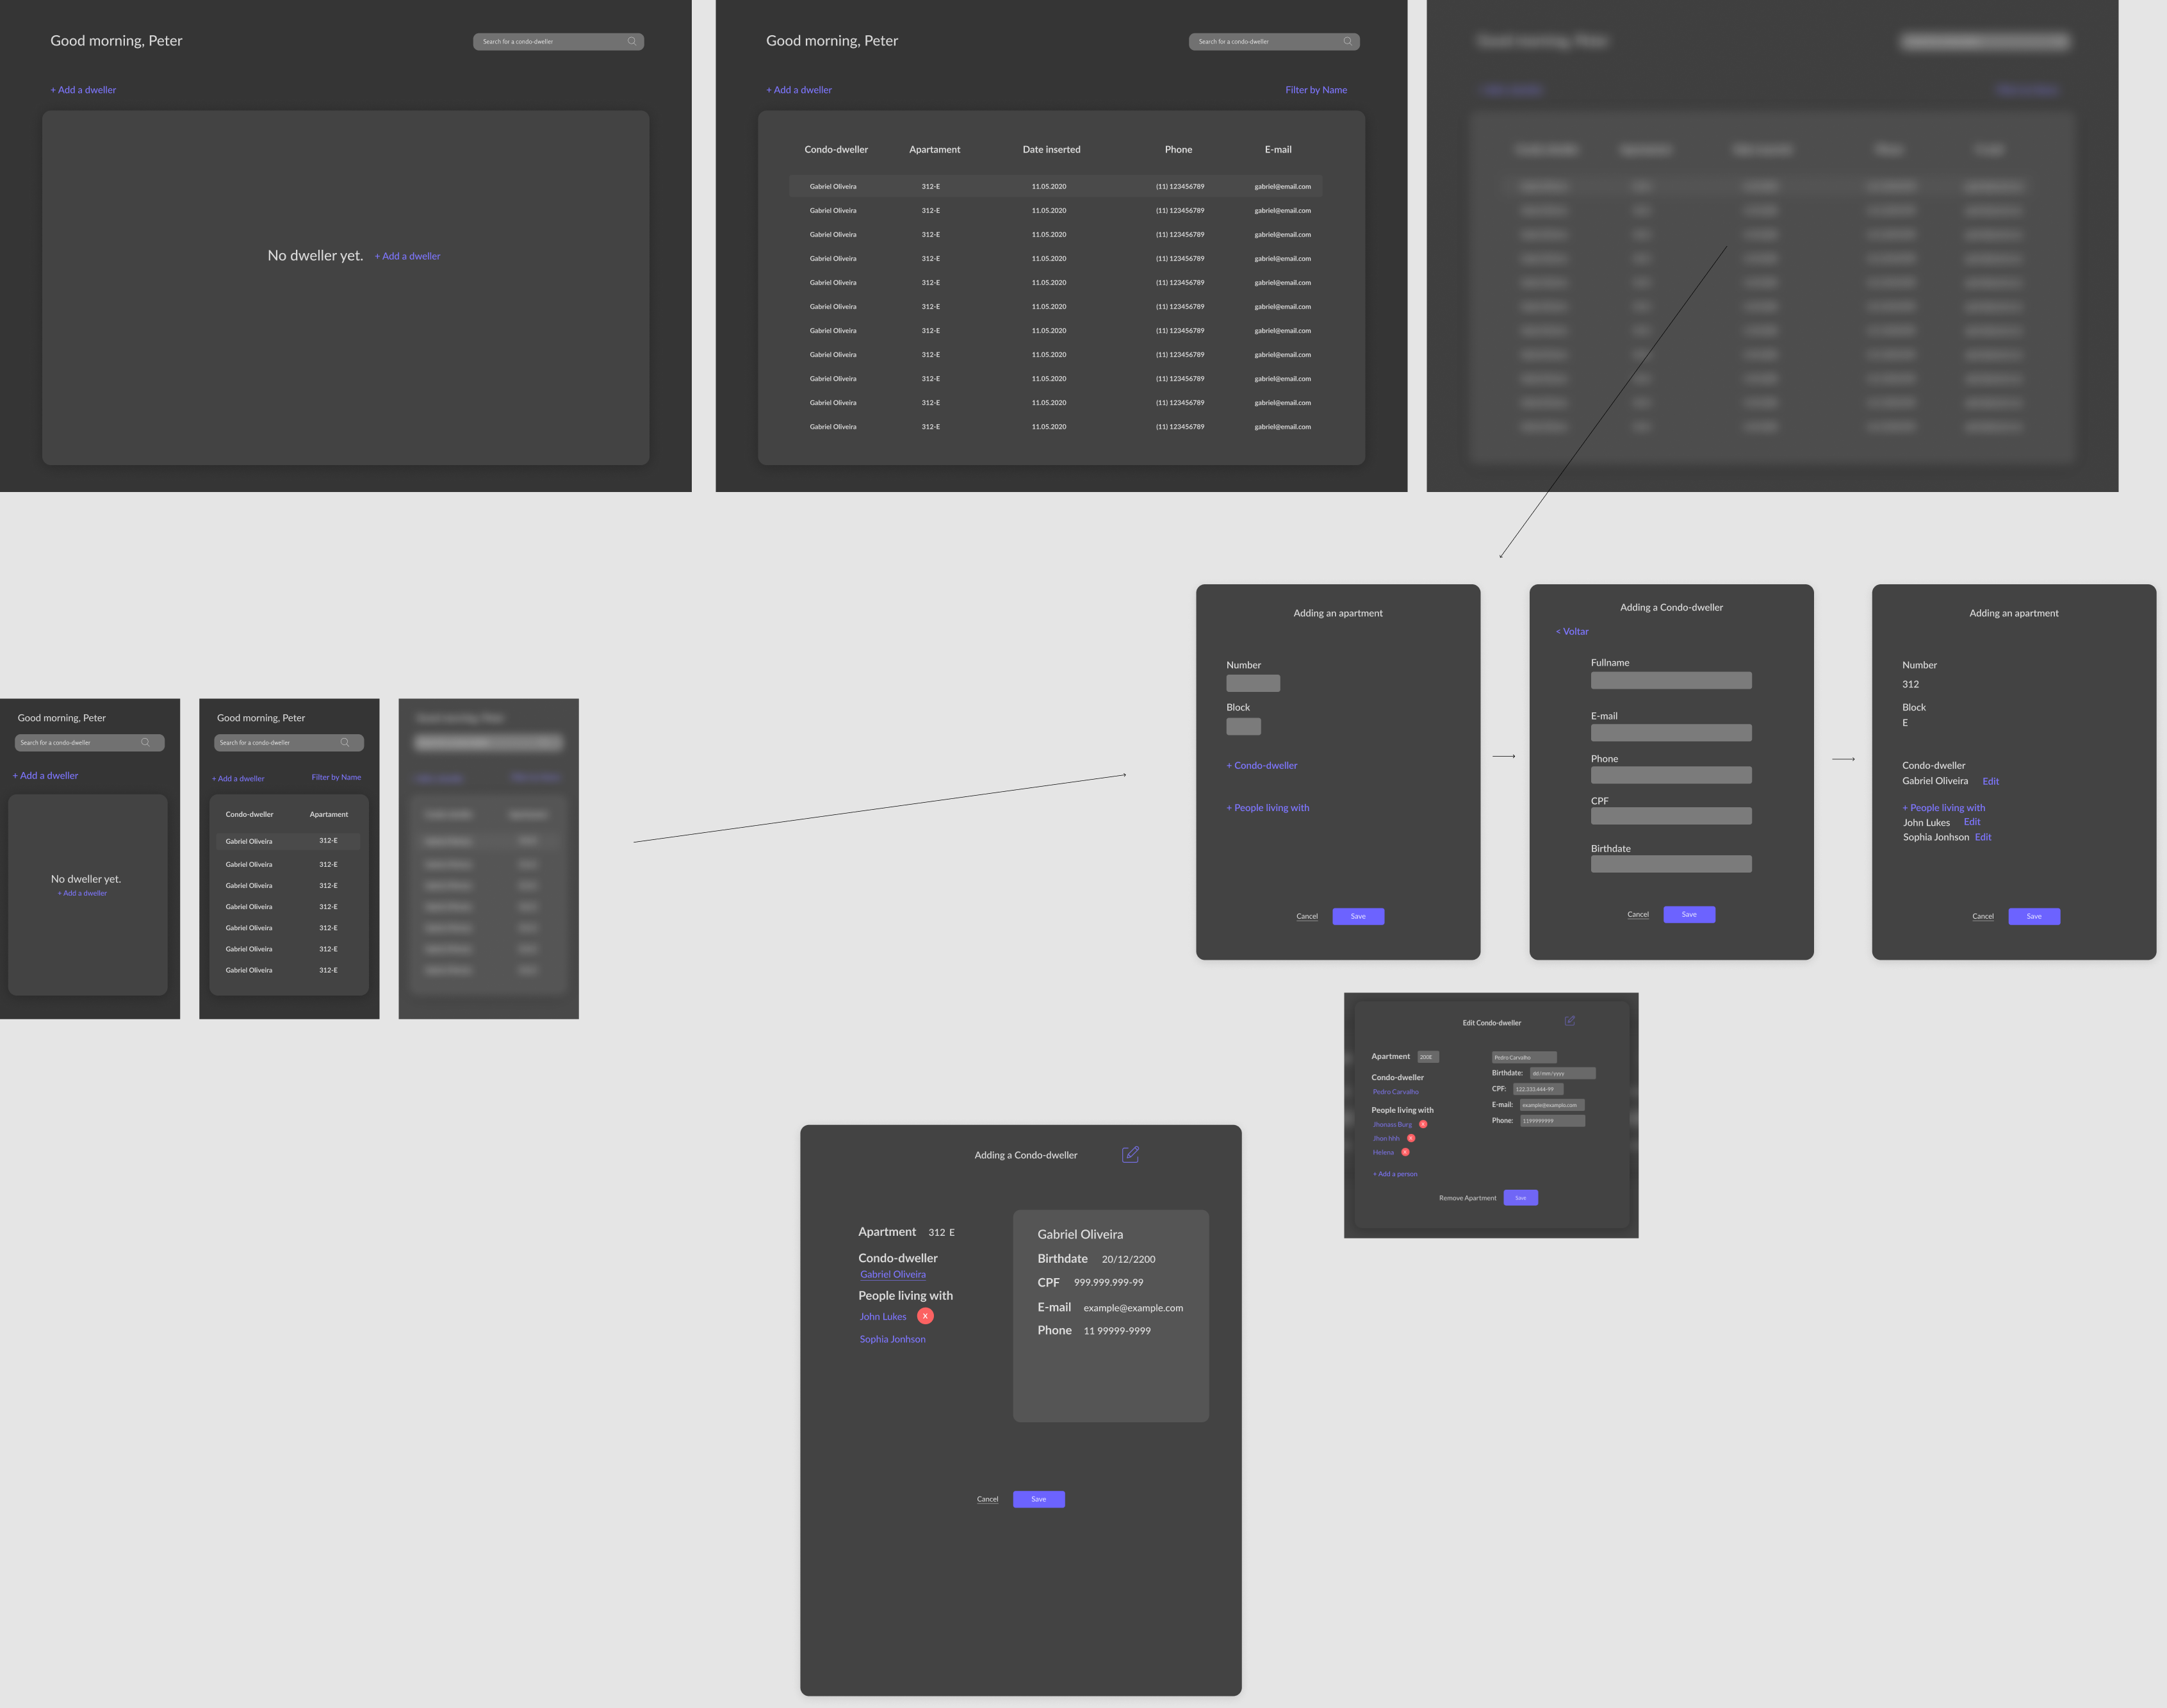 Good morning, Peter
Search for a condo-dweller
+ Add a dweller
No dweller yet. + Add a dweller
Good morning, Peter
Search for a condo-dweller
+ Add a dweller Filter by Name
Condo-dweller Apartament Date inserted Phone E-mail
Gabriel Oliveira 312-E 11.05.2020 (11) 123456789 gabriel@email.com
Gabriel Oliveira 312-E 11.05.2020 (11) 123456789 gabriel@email.com
Gabriel Oliveira 312-E 11.05.2020 (11) 123456789 gabriel@email.com
Gabriel Oliveira 312-E 11.05.2020 (11) 123456789 gabriel@email.com
Gabriel Oliveira 312-E 11.05.2020 (11) 123456789 gabriel@email.com
Gabriel Oliveira 312-E 11.05.2020 (11) 123456789 gabriel@email.com
Gabriel Oliveira 312-E 11.05.2020 (11) 123456789 gabriel@email.com
Gabriel Oliveira 312-E 11.05.2020 (11) 123456789 gabriel@email.com
Gabriel Oliveira 312-E 11.05.2020 (11) 123456789 gabriel@email.com
Gabriel Oliveira 312-E 11.05.2020 (11) 123456789 gabriel@email.com
Gabriel Oliveira 312-E 11.05.2020 (11) 123456789 gabriel@email.com
Good morning, Peter
Search for a condo-dweller
+ Add a dweller
No dweller yet.
+ Add a dweller
Good morning, Peter
Search for a condo-dweller
+ Add a dweller Filter by Name
Condo-dweller Apartament
Gabriel Oliveira 312-E
Gabriel Oliveira 312-E
Gabriel Oliveira 312-E
Gabriel Oliveira 312-E
Gabriel Oliveira 312-E
Gabriel Oliveira 312-E
Gabriel Oliveira 312-E
Adding an apartment
Number
Block
+ Condo-dweller
+ People living with
Cancel Save
Adding a Condo-dweller
< Voltar
Fullname
E-mail
Phone
CPF
Birthdate
Cancel Save
Adding an apartment
Number
312
Block
E
Condo-dweller
Gabriel Oliveira Edit
+ People living with
John Lukes Edit
Sophia Jonhson Edit
Cancel Save
Edit Condo-dweller
Apartment 200E
Condo-dweller
Pedro Carvalho
People living with
Jhonass Burg X
Jhon hhh X
Helena X
+ Add a person
Pedro Carvalho
Birthdate: dd/mm/yyyy
CPF: 122.333.444-99
E-mail: example@example.com
Phone: 1199999999
Remove Apartment Save
Adding a Condo-dweller
Apartment 312 E
Condo-dweller
Gabriel Oliveira
People living with
John Lukes X
Sophia Jonhson
Gabriel Oliveira
Birthdate 20/12/2200
CPF 999.999.999-99
E-mail example@example.com
Phone 11 99999-9999
Cancel Save